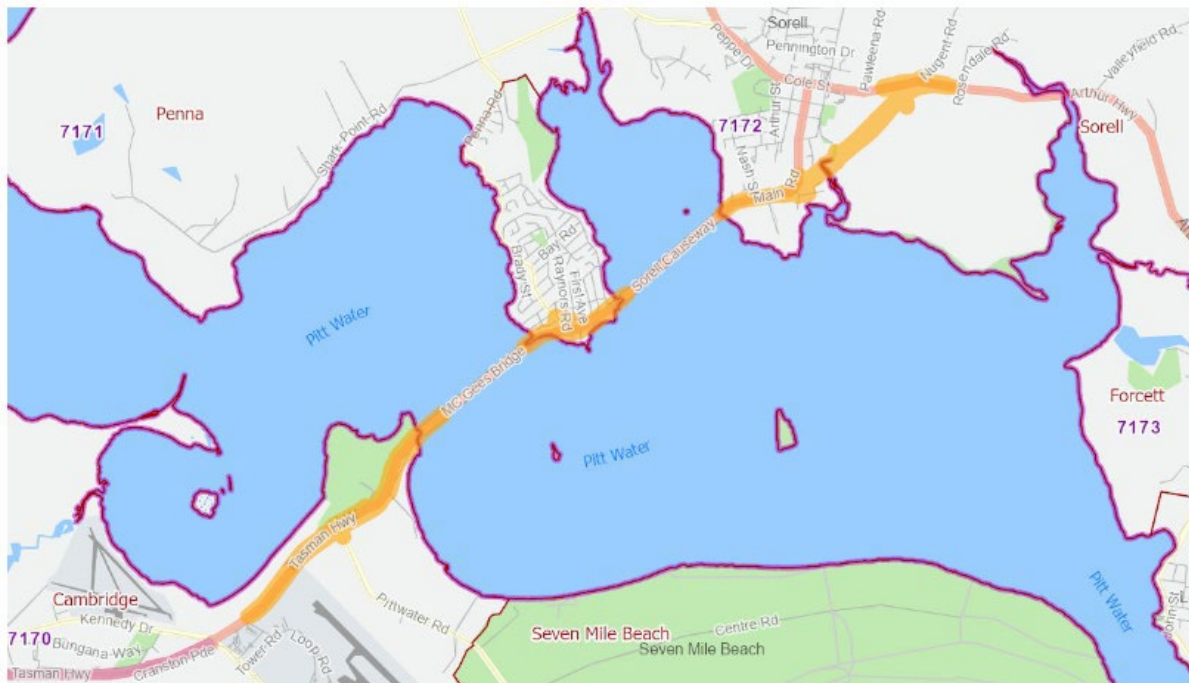 Sorell
Pennington Dr
Peppe Dr
Pawleena Rd
Nugent Rd
Rosendale Rd
Valleyfield Rd
Cole St
Arthur Hwy
Sorell
Penna
7171
Shark Point Rd
Penna Rd
7172
Arthur St
Nash St
Main Rd
Bay Rd
Brady St
Raynors Rd
First Ave
Sorell Causeway
Pitt Water
MC Gees Bridge
Pitt Water
Forcett
7173
Tasman Hwy
Cambridge
Kennedy Dr
7170
Bungana Way
Tasman Hwy
Cranston Pde
Tower Rd
Loop Rd
Pittwater Rd
Seven Mile Beach
Centre Rd
Seven Mile Beach
Pitt Water
John St